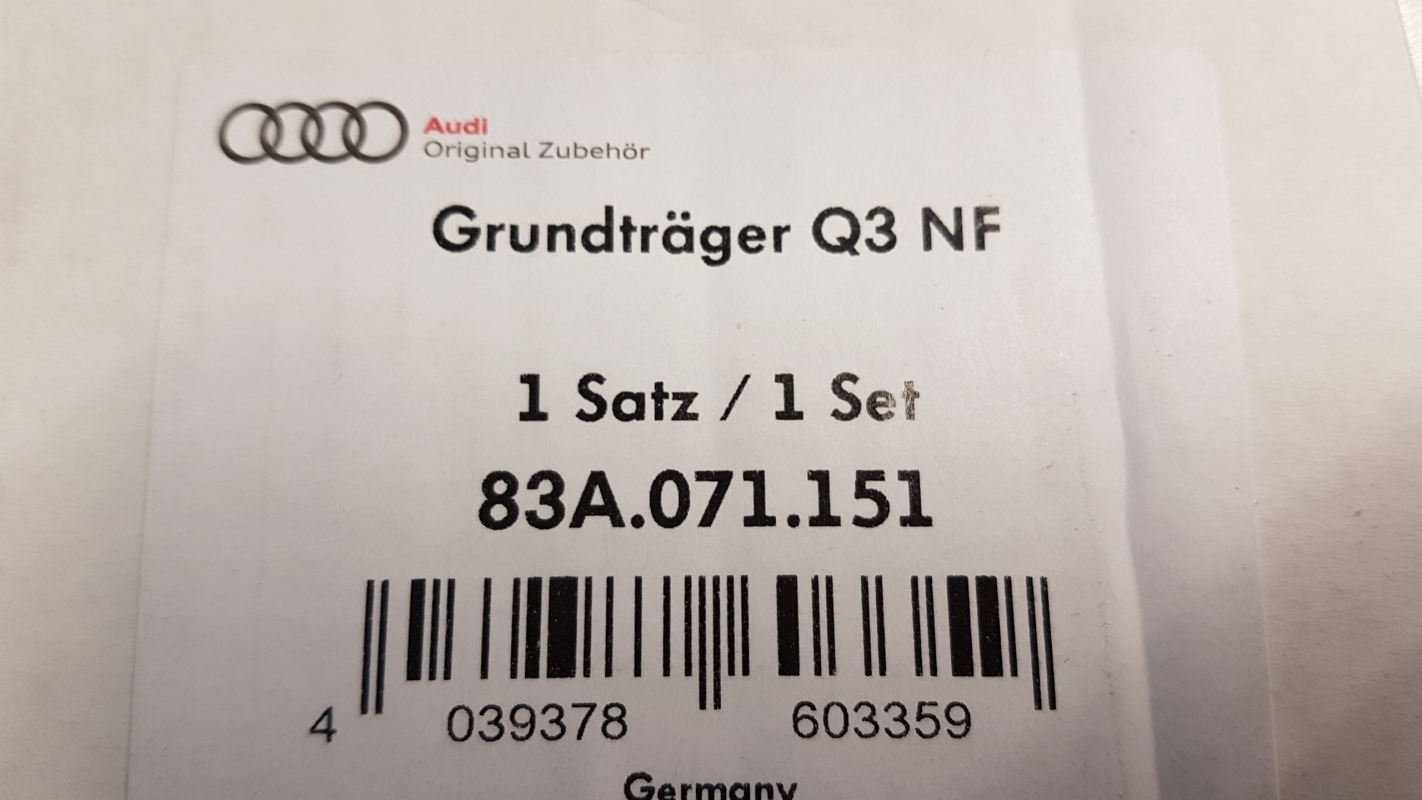 Audi
Original Zubehör
Grundträger Q3 NF
1 Satz / 1 Set
83A.071.151
4 039378 603359
Germany